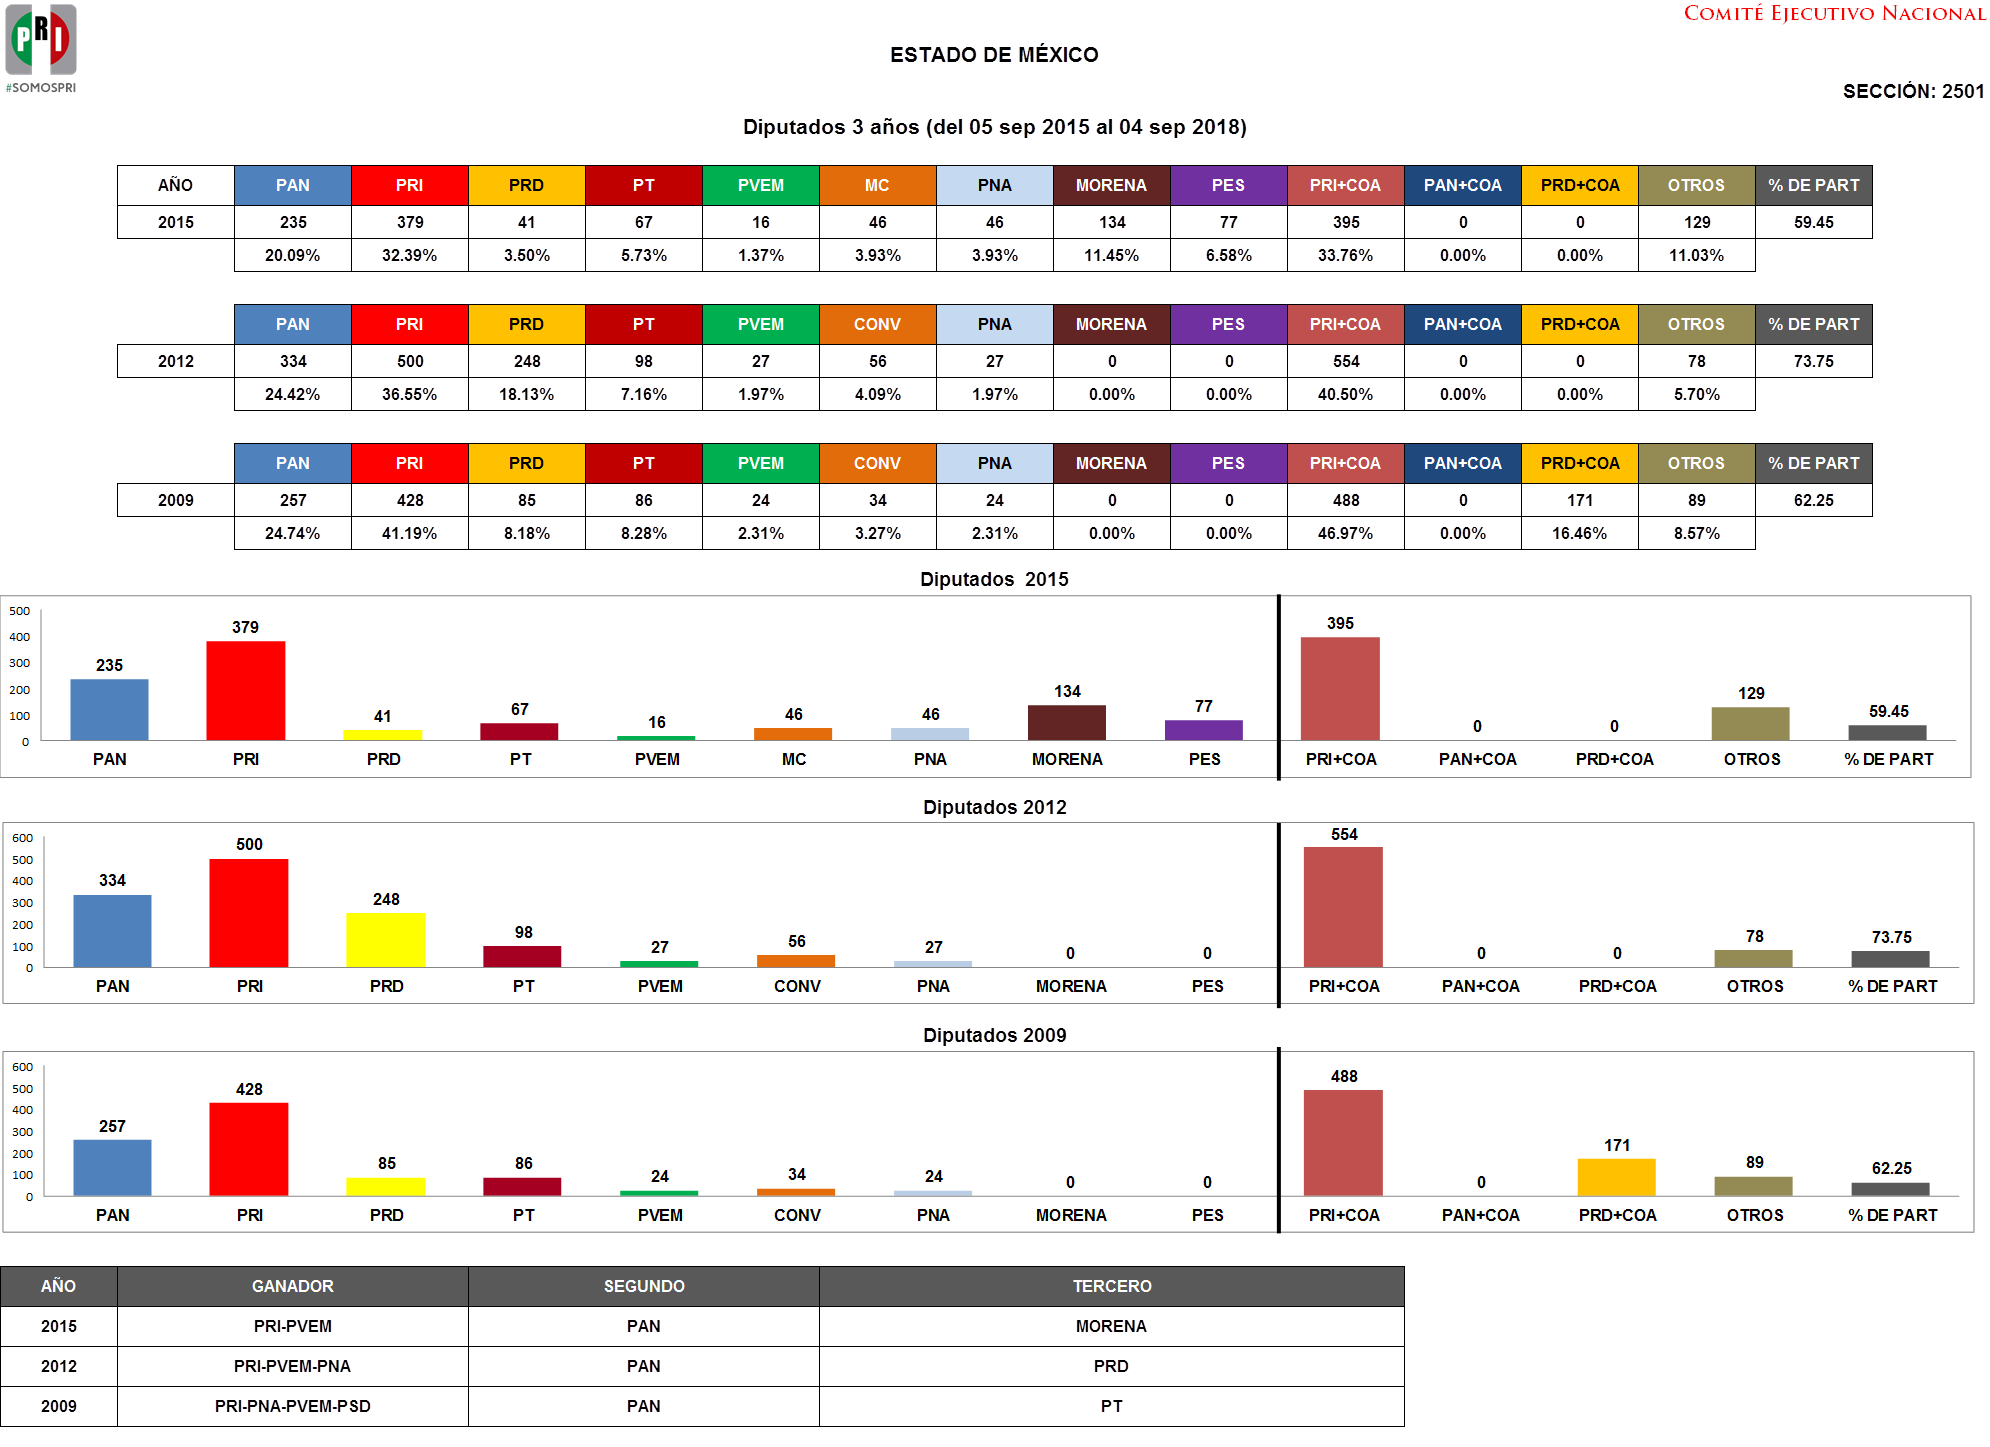 PRI
#SOMOSPRI
COMITÉ EJECUTIVO NACIONAL
ESTADO DE MÉXICO
SECCIÓN: 2501
Diputados 3 años (del 05 sep 2015 al 04 sep 2018)
AÑO PAN PRI PRD PT PVEM MC PNA MORENA PES PRI+COA PAN+COA PRD+COA OTROS % DE PART
2015 235 379 41 67 16 46 46 134 77 395 0 0 129 59.45
20.09% 32.39% 3.50% 5.73% 1.37% 3.93% 3.93% 11.45% 6.58% 33.76% 0.00% 0.00% 11.03%
PAN PRI PRD PT PVEM CONV PNA MORENA PES PRI+COA PAN+COA PRD+COA OTROS % DE PART
2012 334 500 248 98 27 56 27 0 0 554 0 0 78 73.75
24.42% 36.55% 18.13% 7.16% 1.97% 4.09% 1.97% 0.00% 0.00% 40.50% 0.00% 0.00% 5.70%
PAN PRI PRD PT PVEM CONV PNA MORENA PES PRI+COA PAN+COA PRD+COA OTROS % DE PART
2009 257 428 85 86 24 34 24 0 0 488 0 171 89 62.25
24.74% 41.19% 8.18% 8.28% 2.31% 3.27% 2.31% 0.00% 0.00% 46.97% 0.00% 16.46% 8.57%
Diputados 2015
500
400
300
200
100
0
235 379 41 67 16 46 46 134 77 395 0 0 129 59.45
PAN PRI PRD PT PVEM MC PNA MORENA PES PRI+COA PAN+COA PRD+COA OTROS % DE PART
Diputados 2012
600
500
400
300
200
100
0
334 500 248 98 27 56 27 0 0 554 0 0 78 73.75
PAN PRI PRD PT PVEM CONV PNA MORENA PES PRI+COA PAN+COA PRD+COA OTROS % DE PART
Diputados 2009
600
500
400
300
200
100
0
257 428 85 86 24 34 24 0 0 488 0 171 89 62.25
PAN PRI PRD PT PVEM CONV PNA MORENA PES PRI+COA PAN+COA PRD+COA OTROS % DE PART
AÑO GANADOR SEGUNDO TERCERO
2015 PRI-PVEM PAN MORENA
2012 PRI-PVEM-PNA PAN PRD
2009 PRI-PNA-PVEM-PSD PAN PT